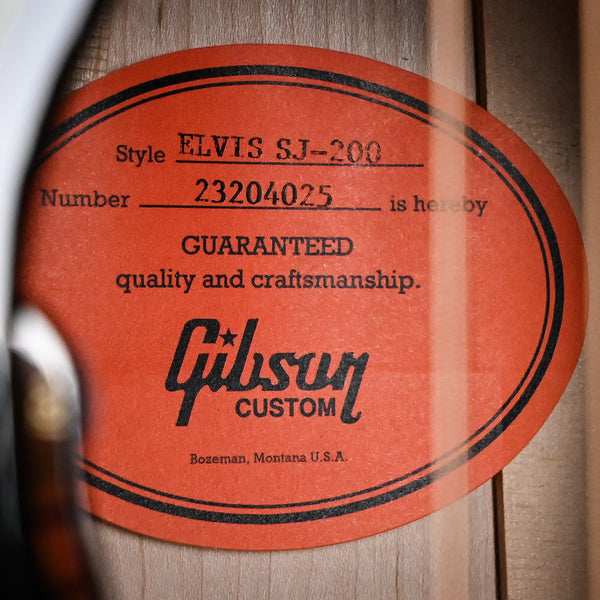 Style ELVIS SJ-200
Number 23204025 is hereby
GUARANTEED
quality and craftsmanship.
Gibson
CUSTOM
Bozeman, Montana U.S.A.